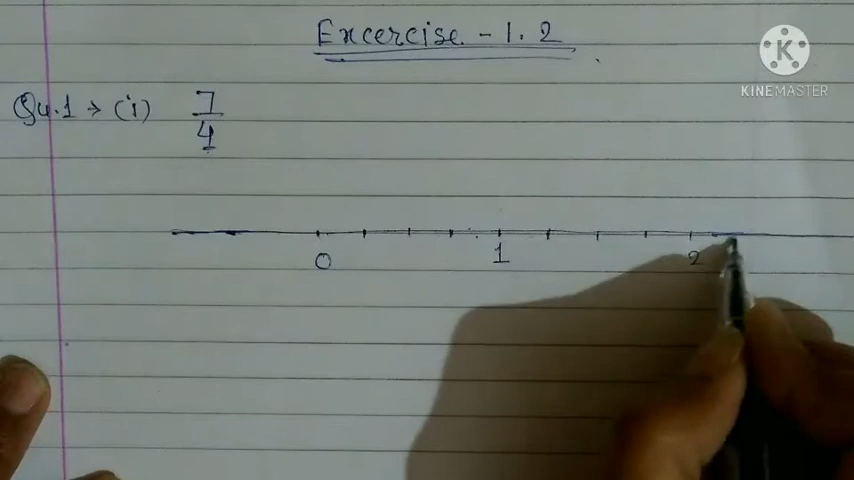 Excercise - 1.2
K
KINEMASTER
Qu.1 → (i) 7/4
0 1 2